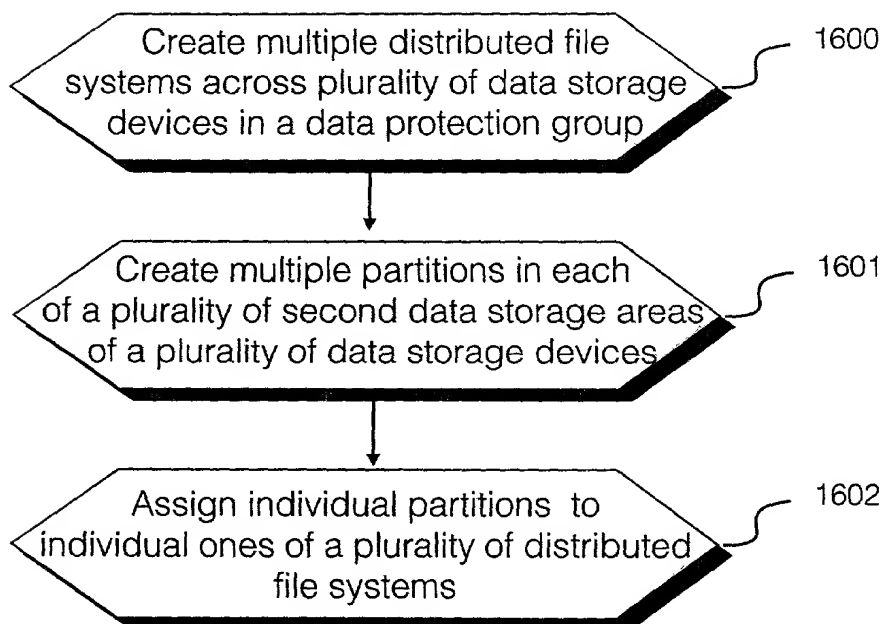 Create multiple distributed file
systems across plurality of data storage
devices in a data protection group
1600
Create multiple partitions in each
of a plurality of second data storage areas
of a plurality of data storage devices
1601
Assign individual partitions to
individual ones of a plurality of distributed
file systems
1602